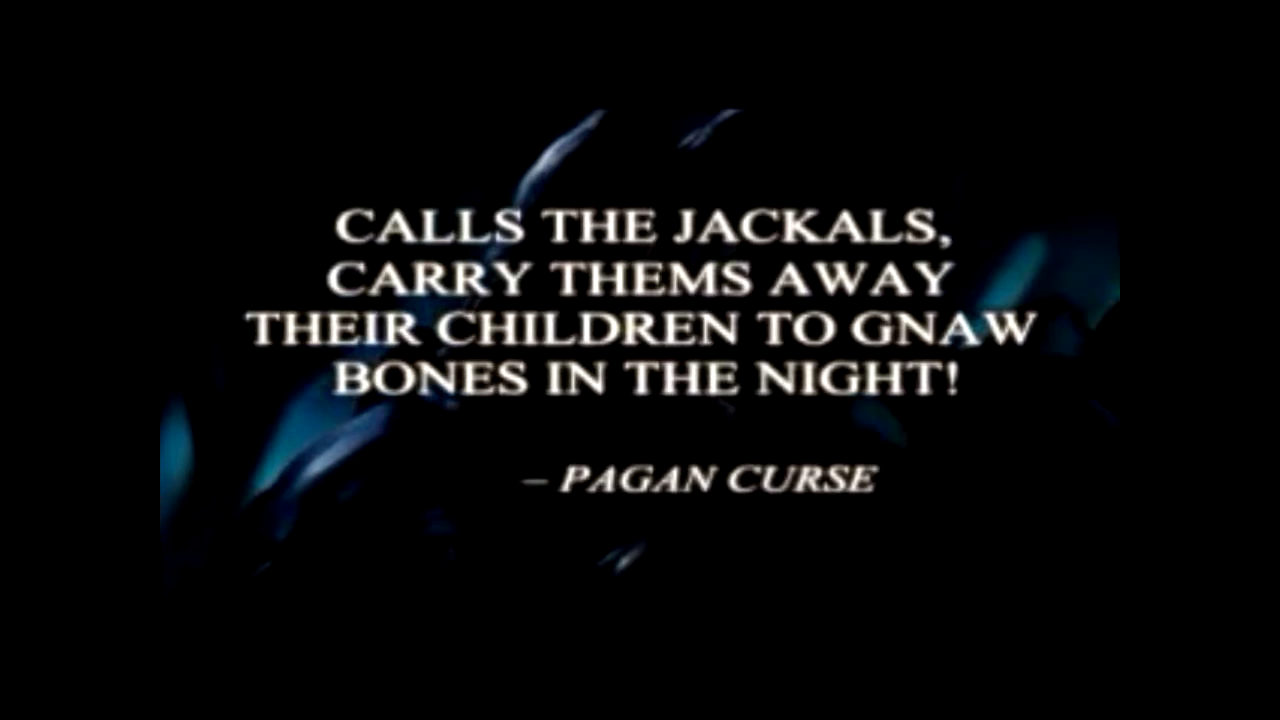 CALLS THE JACKALS,
CARRY THEMS AWAY
THEIR CHILDREN TO GNAW
BONES IN THE NIGHT!
– PAGAN CURSE